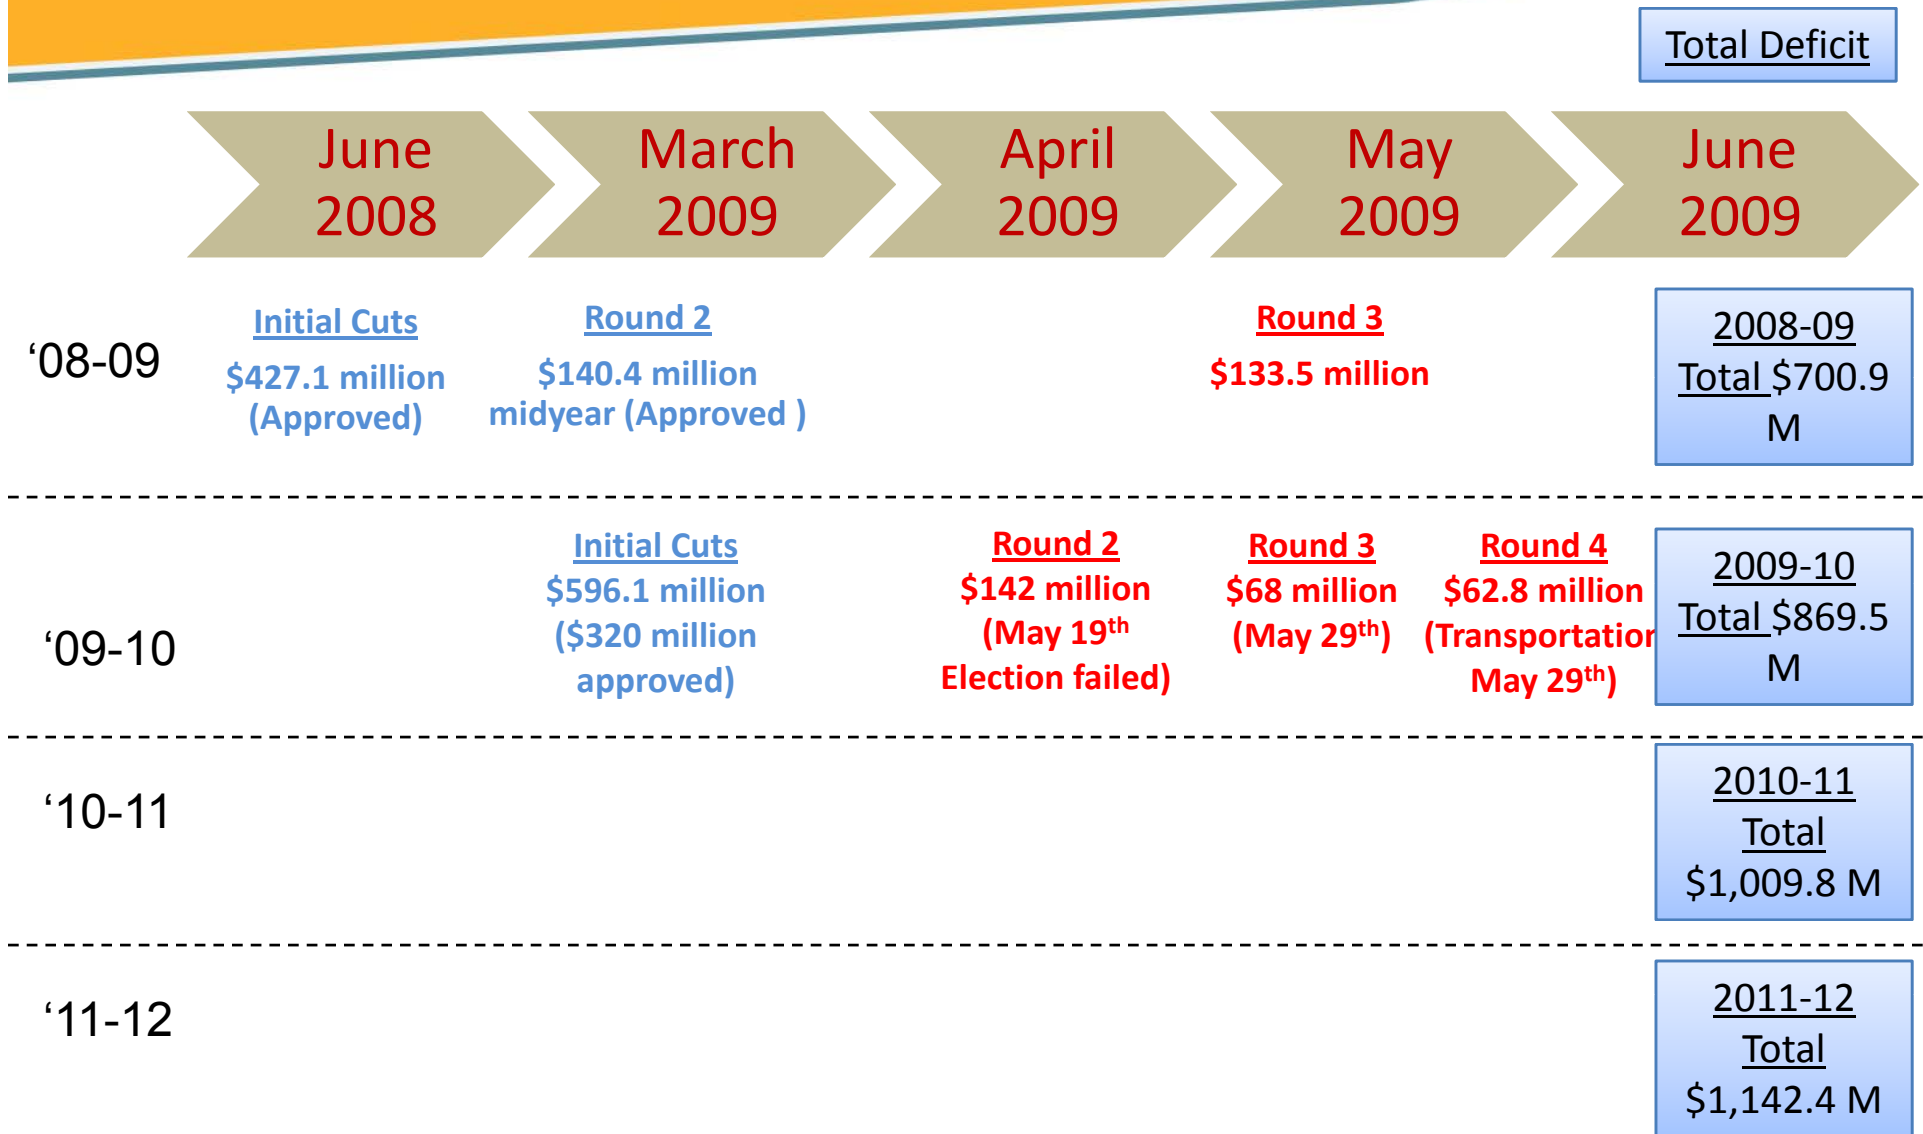 Total Deficit
June
2008
March
2009
April
2009
May
2009
June
2009
‘08-09
Initial Cuts
$427.1 million
(Approved)
Round 2
$140.4 million
midyear (Approved )
Round 3
$133.5 million
2008-09
Total $700.9
M
‘09-10
Initial Cuts
$596.1 million
($320 million
approved)
Round 2
$142 million
(May 19th
Election failed)
Round 3
$68 million
(May 29th)
Round 4
$62.8 million
(Transportation
May 29th)
2009-10
Total $869.5
M
‘10-11
2010-11
Total
$1,009.8 M
‘11-12
2011-12
Total
$1,142.4 M